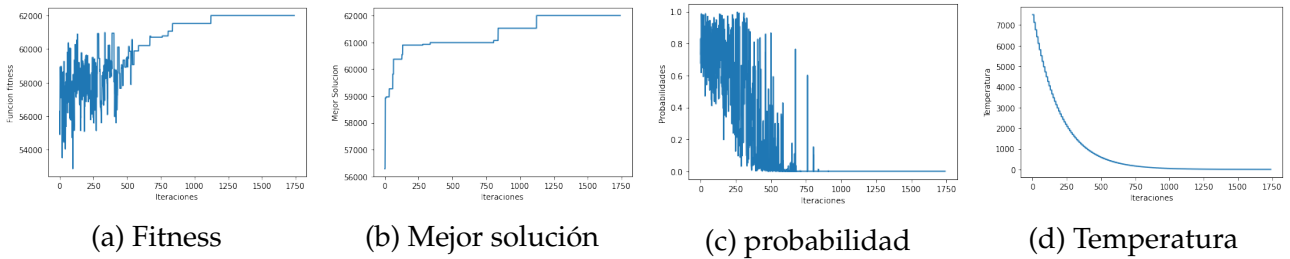 Funcion fitness
62000
60000
58000
56000
54000
0 250 500 750 1000 1250 1500 1750
Iteraciones
(a) Fitness
Mejor Solucion
62000
61000
60000
59000
58000
57000
56000
0 250 500 750 1000 1250 1500 1750
Iteraciones
(b) Mejor solución
Probabilidades
1.0
0.8
0.6
0.4
0.2
0.0
0 250 500 750 1000 1250 1500 1750
Iteraciones
(c) probabilidad
Temperatura
7000
6000
5000
4000
3000
2000
1000
0
0 250 500 750 1000 1250 1500 1750
Iteraciones
(d) Temperatura